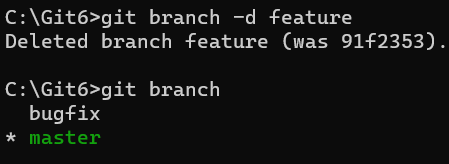 C:\Git6>git branch -d feature
Deleted branch feature (was 91f2353).
C:\Git6>git branch
  bugfix
* master